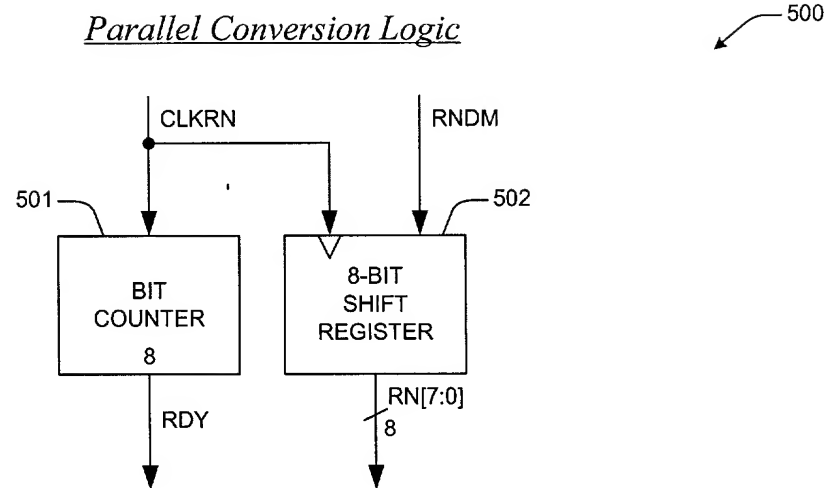 500
Parallel Conversion Logic
CLKRN
RNDM
501
502
BIT
COUNTER
8
8-BIT
SHIFT
REGISTER
RDY
RN[7:0]
8